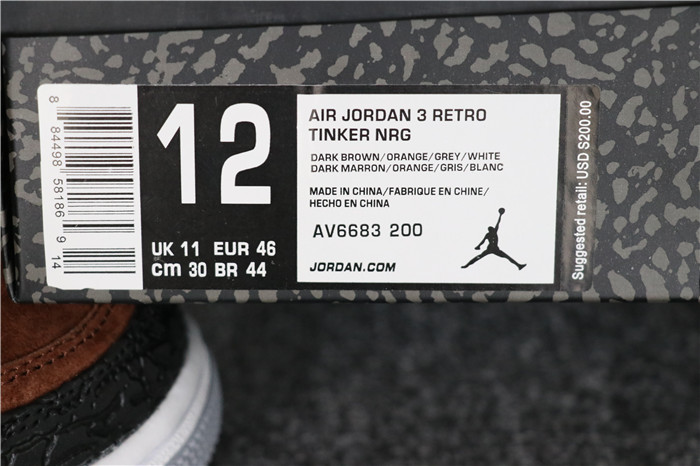 8 84498 58186 9 14
12
UK 11 EUR 46
cm 30 BR 44
AIR JORDAN 3 RETRO
TINKER NRG
DARK BROWN/ORANGE/GREY/WHITE
DARK MARRON/ORANGE/GRIS/BLANC
MADE IN CHINA/FABRIQUE EN CHINE/
HECHO EN CHINA
AV6683 200
JORDAN.COM
Suggested retail: USD S200.00